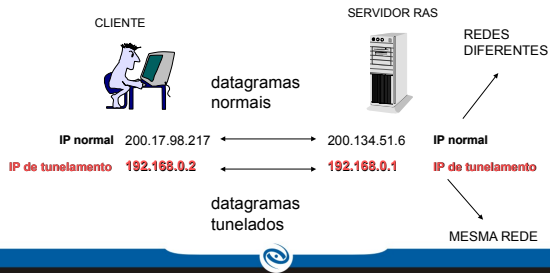 CLIENTE
SERVIDOR RAS
REDES
DIFERENTES
datagramas
normais
IP normal 200.17.98.217 200.134.51.6 IP normal
IP de tunelamento 192.168.0.2 192.168.0.1 IP de tunelamento
datagramas
tunelados
MESMA REDE